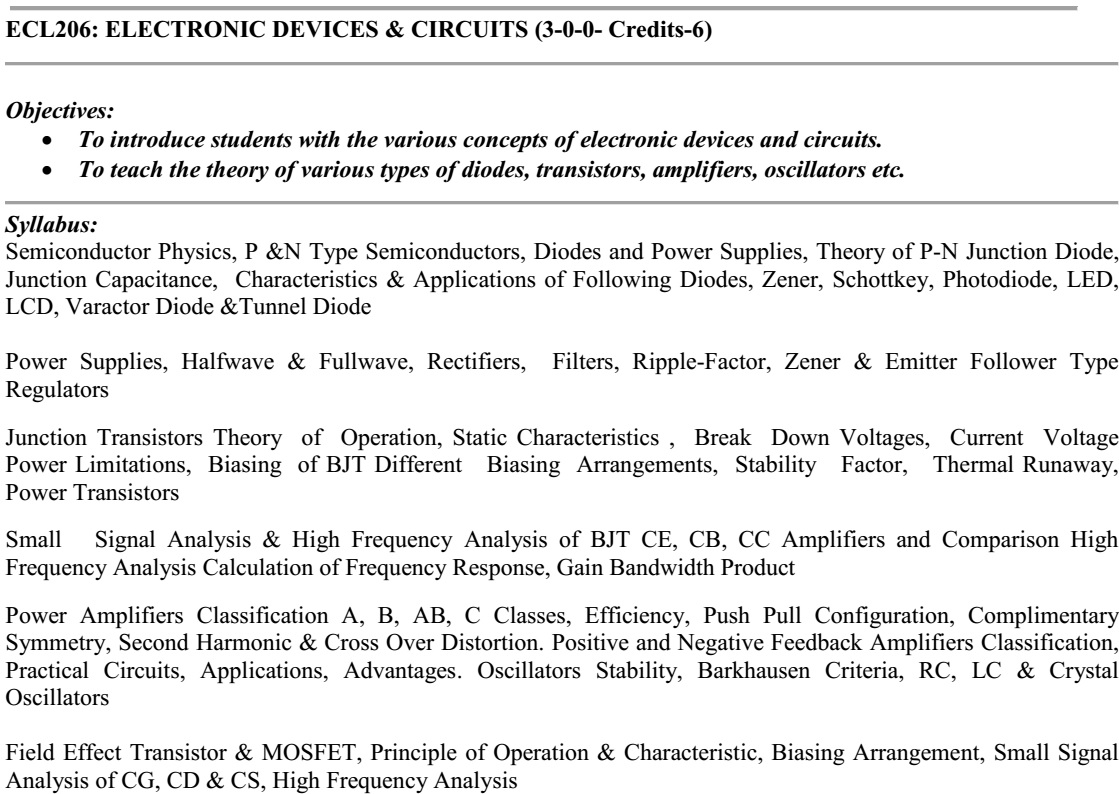 ECL206: ELECTRONIC DEVICES & CIRCUITS (3-0-0- Credits-6)
Objectives:
• To introduce students with the various concepts of electronic devices and circuits.
• To teach the theory of various types of diodes, transistors, amplifiers, oscillators etc.
Syllabus:
Semiconductor Physics, P &N Type Semiconductors, Diodes and Power Supplies, Theory of P-N Junction Diode,
Junction Capacitance, Characteristics & Applications of Following Diodes, Zener, Schottkey, Photodiode, LED,
LCD, Varactor Diode &Tunnel Diode
Power Supplies, Halfwave & Fullwave, Rectifiers, Filters, Ripple-Factor, Zener & Emitter Follower Type
Regulators
Junction Transistors Theory of Operation, Static Characteristics , Break Down Voltages, Current Voltage
Power Limitations, Biasing of BJT Different Biasing Arrangements, Stability Factor, Thermal Runaway,
Power Transistors
Small Signal Analysis & High Frequency Analysis of BJT CE, CB, CC Amplifiers and Comparison High
Frequency Analysis Calculation of Frequency Response, Gain Bandwidth Product
Power Amplifiers Classification A, B, AB, C Classes, Efficiency, Push Pull Configuration, Complimentary
Symmetry, Second Harmonic & Cross Over Distortion. Positive and Negative Feedback Amplifiers Classification,
Practical Circuits, Applications, Advantages. Oscillators Stability, Barkhausen Criteria, RC, LC & Crystal
Oscillators
Field Effect Transistor & MOSFET, Principle of Operation & Characteristic, Biasing Arrangement, Small Signal
Analysis of CG, CD & CS, High Frequency Analysis